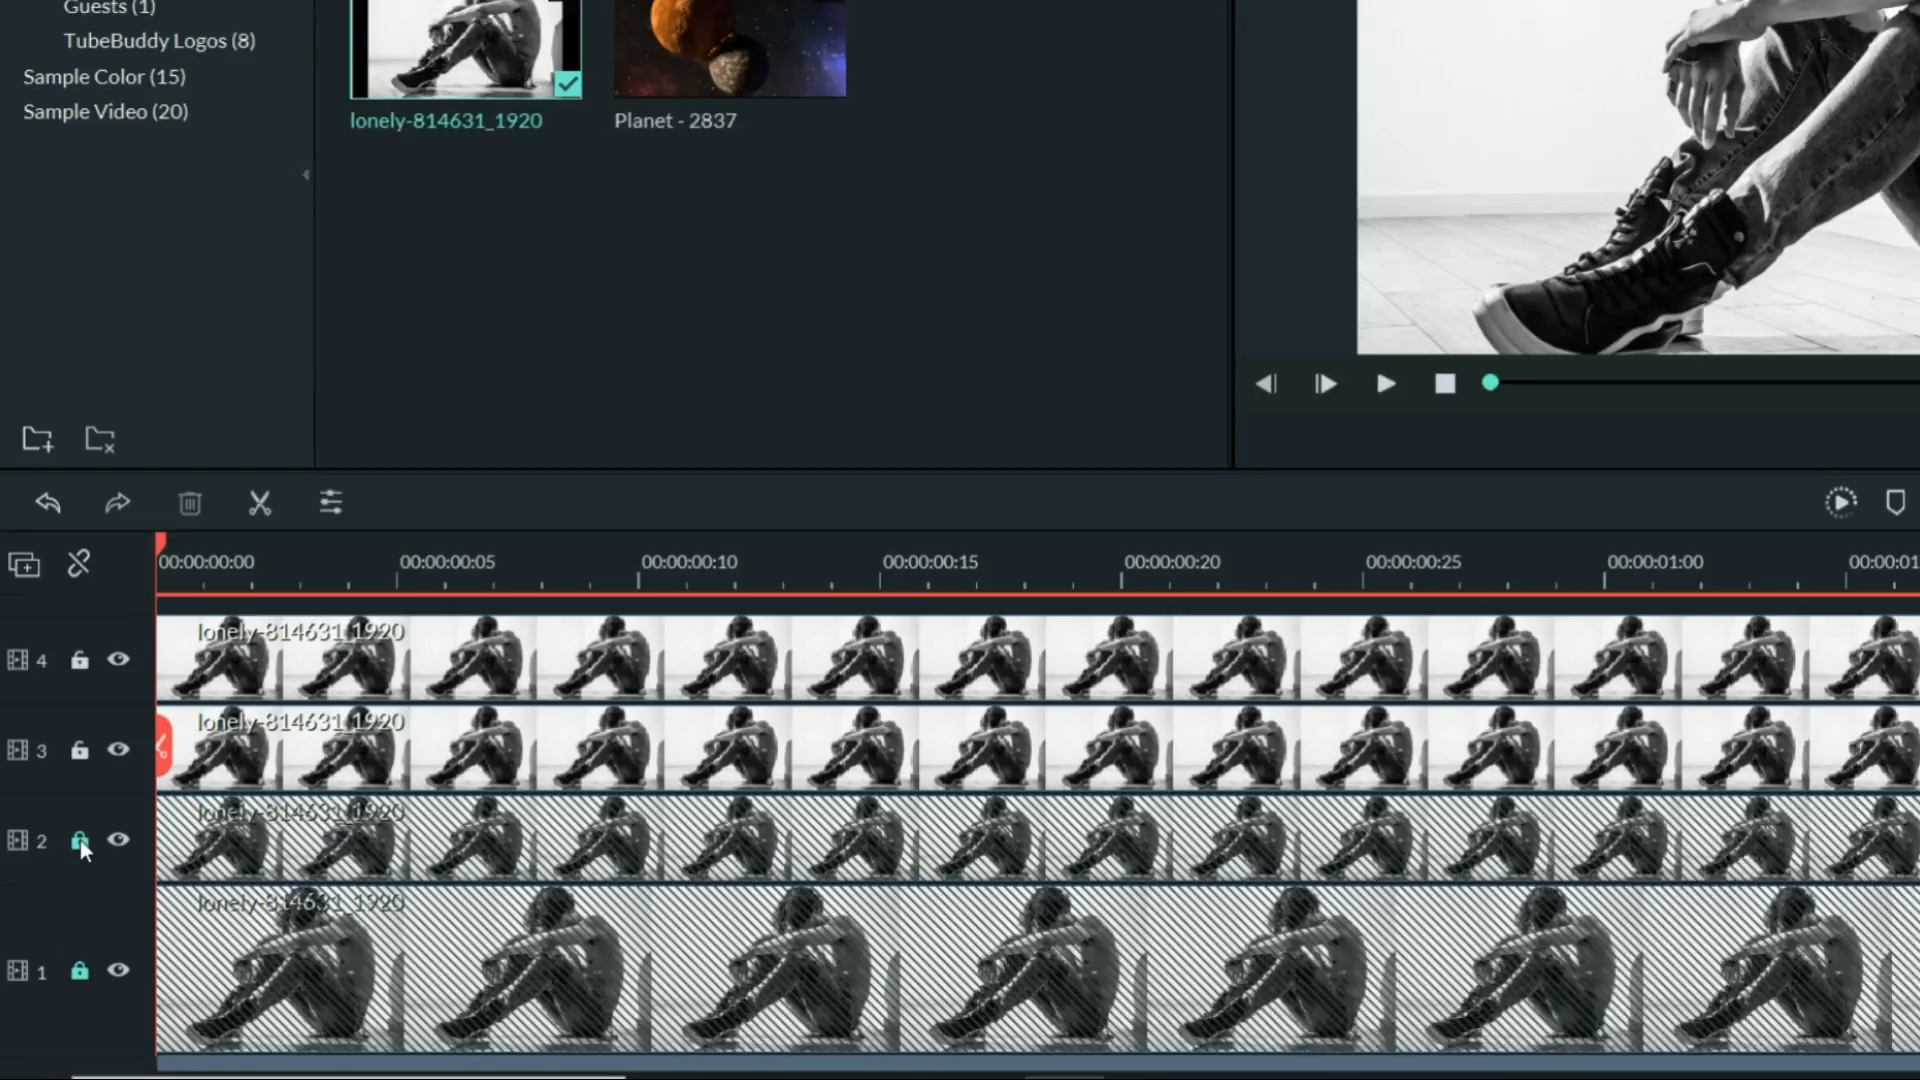 Guests (1)
TubeBuddy Logos (8)
Sample Color (15)
Sample Video (20)
lonely-814631_1920
Planet - 2837
00:00:00:00
00:00:00:05
00:00:00:10
00:00:00:15
00:00:00:20
00:00:00:25
00:00:01:00
00:00:01
4
lonely-814631_1920
3
lonely-814631_1920
2
lonely-814631_1920
1
lonely-814631_1920